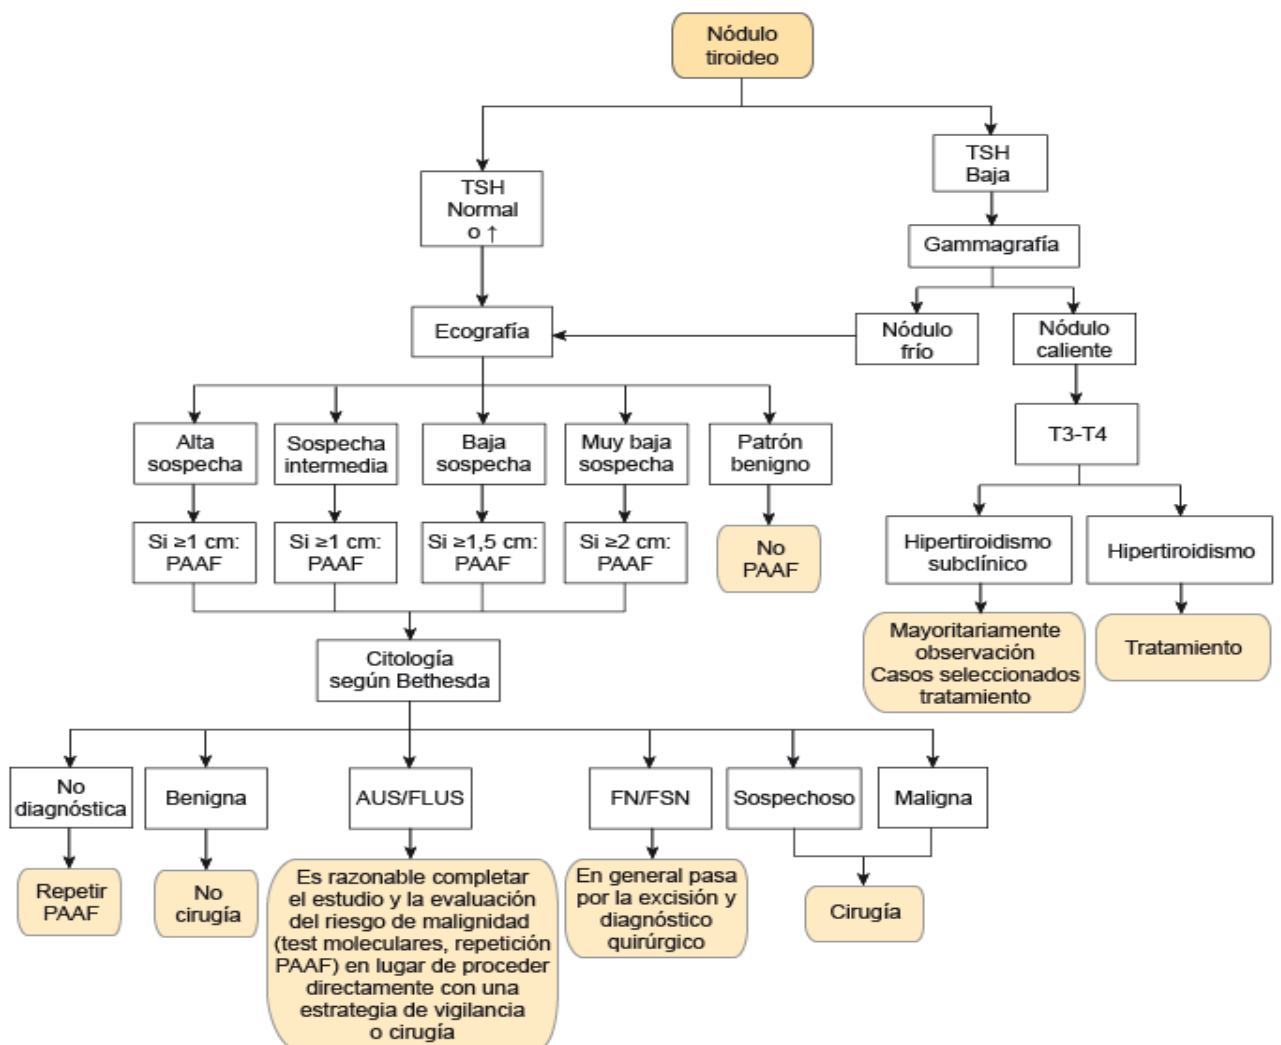 Nódulo
tiroideo
TSH
Normal
o ↑
TSH
Baja
Gammagrafía
Ecografía
Nódulo
frío
Nódulo
caliente
T3-T4
Alta
sospecha
Sospecha
intermedia
Baja
sospecha
Muy baja
sospecha
Patrón
benigno
Si ≥1 cm:
PAAF
Si ≥1 cm:
PAAF
Si ≥1,5 cm:
PAAF
Si ≥2 cm:
PAAF
No
PAAF
Hipertiroidismo
subclínico
Hipertiroidismo
Mayoritariamente
observación
Casos seleccionados
tratamiento
Tratamiento
Citología
según Bethesda
No
diagnóstica
Benigna
AUS/FLUS
FN/FSN
Sospechoso
Maligna
Repetir
PAAF
No
cirugía
Es razonable completar
el estudio y la evaluación
del riesgo de malignidad
(test moleculares, repetición
PAAF) en lugar de proceder
directamente con una
estrategia de vigilancia
o cirugía
En general pasa
por la excisión y
diagnóstico
quirúrgico
Cirugía